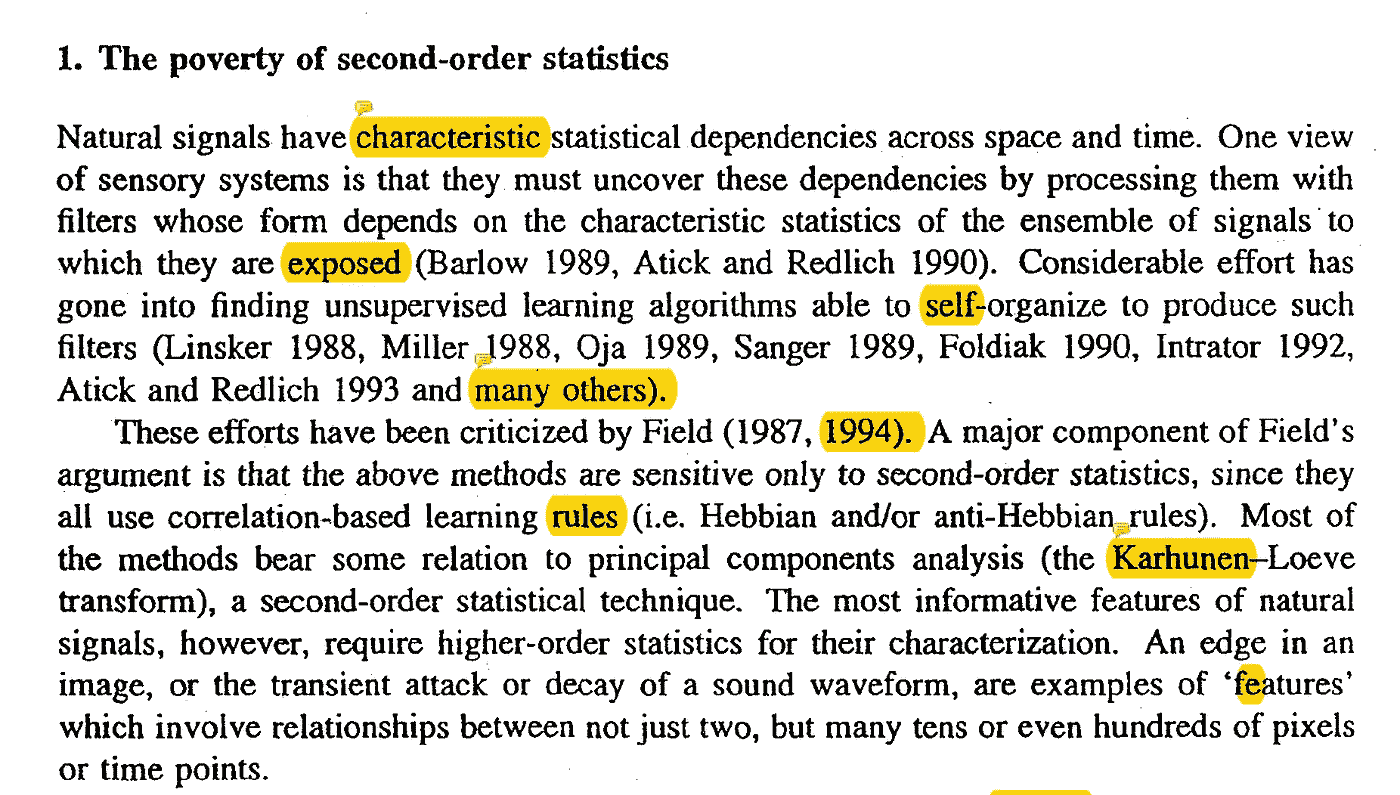 1. The poverty of second-order statistics
Natural signals have characteristic statistical dependencies across space and time. One view
of sensory systems is that they must uncover these dependencies by processing them with
filters whose form depends on the characteristic statistics of the ensemble of signals to
which they are exposed (Barlow 1989, Atick and Redlich 1990). Considerable effort has
gone into finding unsupervised learning algorithms able to self-organize to produce such
filters (Linsker 1988, Miller 1988, Oja 1989, Sanger 1989, Foldiak 1990, Intrator 1992,
Atick and Redlich 1993 and many others).
These efforts have been criticized by Field (1987, 1994). A major component of Field's
argument is that the above methods are sensitive only to second-order statistics, since they
all use correlation-based learning rules (i.e. Hebbian and/or anti-Hebbian rules). Most of
the methods bear some relation to principal components analysis (the Karhunen–Loeve
transform), a second-order statistical technique. The most informative features of natural
signals, however, require higher-order statistics for their characterization. An edge in an
image, or the transient attack or decay of a sound waveform, are examples of ‘features’
which involve relationships between not just two, but many tens or even hundreds of pixels
or time points.